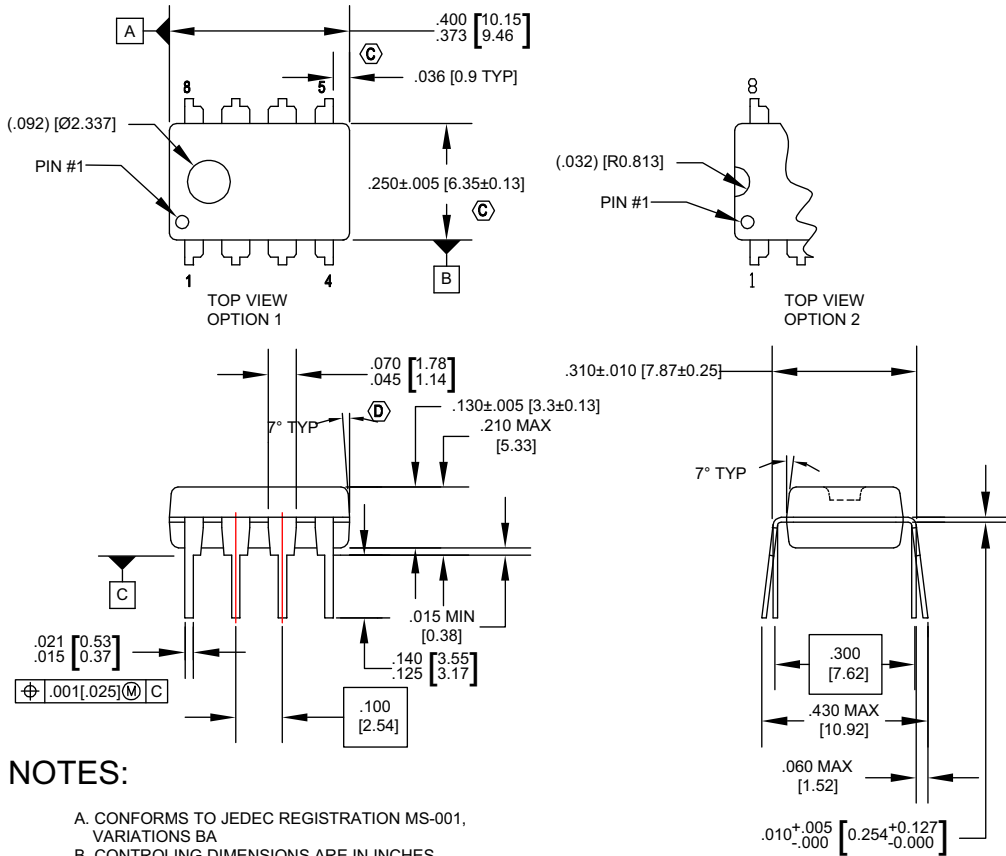 A
.400 [10.15]
.373 [9.46]
C
.036 [0.9 TYP]
8 5
(.092) [Ø2.337]
PIN #1
.250±.005 [6.35±0.13]
C
B
1 4
TOP VIEW
OPTION 1
8
(.032) [R0.813]
PIN #1
1
TOP VIEW
OPTION 2
.070 [1.78]
.045 [1.14]
7° TYP
D
.130±.005 [3.3±0.13]
.210 MAX
[5.33]
C
.015 MIN
[0.38]
.021 [0.53]
.015 [0.37]
⌖ .001[.025]Ⓜ C
.140 [3.55]
.125 [3.17]
.100
[2.54]
.310±.010 [7.87±0.25]
7° TYP
.300
[7.62]
.430 MAX
[10.92]
.060 MAX
[1.52]
.010+.005 -.000 [0.254+0.127 -0.000]
NOTES:
A. CONFORMS TO JEDEC REGISTRATION MS-001,
VARIATIONS BA
B. CONTROLING DIMENSIONS ARE IN INCHES